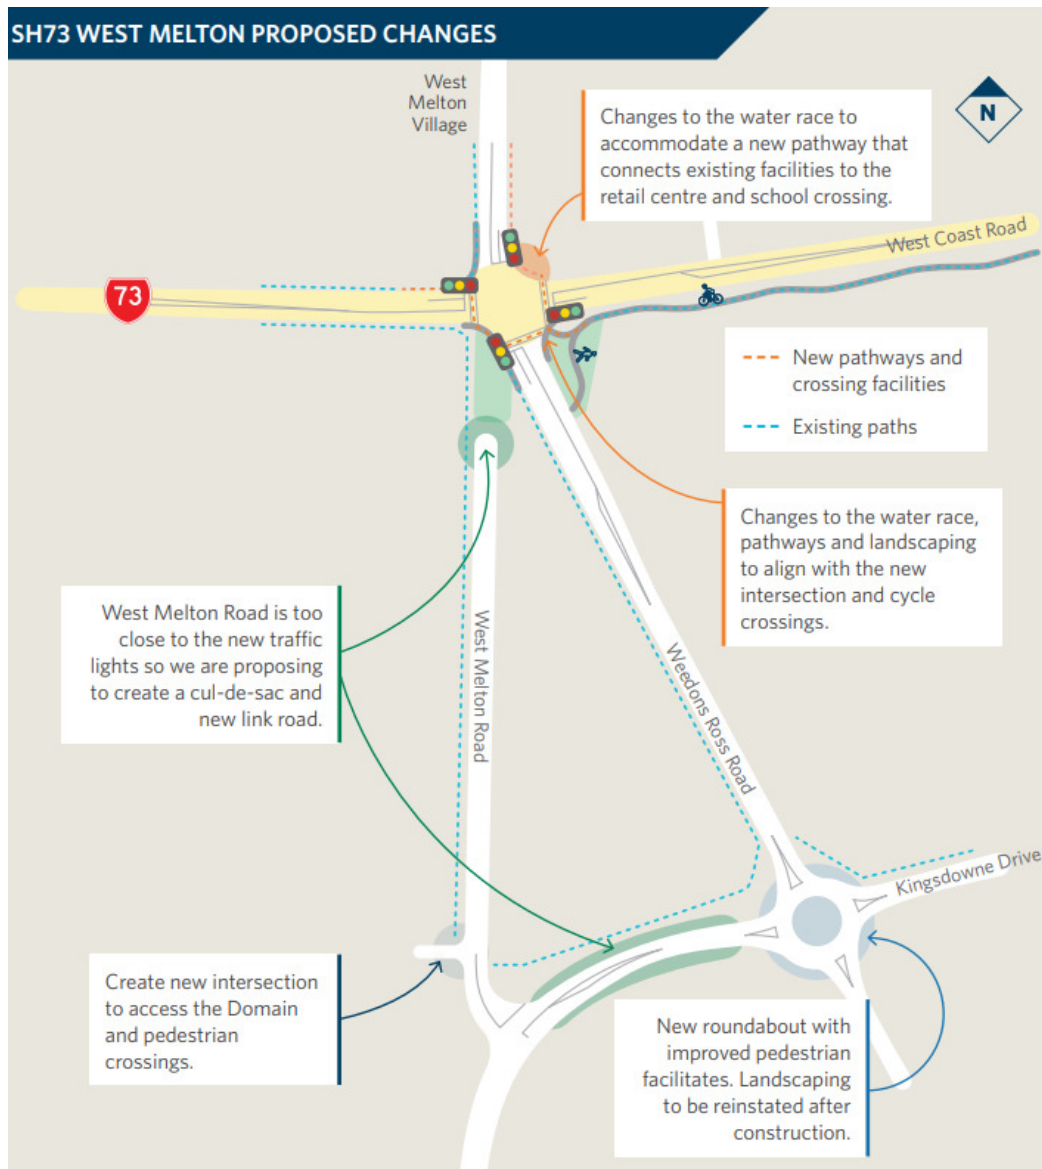 SH73 WEST MELTON PROPOSED CHANGES
West
Melton
Village
Changes to the water race to
accommodate a new pathway that
connects existing facilities to the
retail centre and school crossing.
N
West Coast Road
73
New pathways and
crossing facilities
Existing paths
Changes to the water race,
pathways and landscaping
to align with the new
intersection and cycle
crossings.
West Melton Road is too
close to the new traffic
lights so we are proposing
to create a cul-de-sac and
new link road.
West Melton Road
Weedons Ross Road
Kingsdowne Drive
Create new intersection
to access the Domain
and pedestrian
crossings.
New roundabout with
improved pedestrian
facilitates. Landscaping
to be reinstated after
construction.